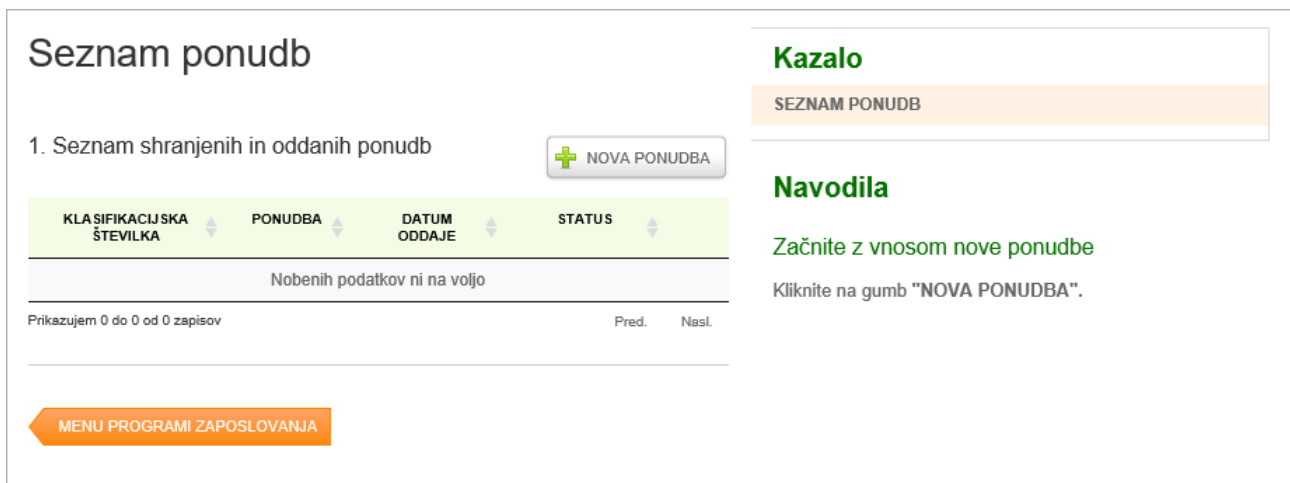 Seznam ponudb
1. Seznam shranjenih in oddanih ponudb
NOVA PONUDBA
KLASIFIKACIJSKA ŠTEVILKA
PONUDBA
DATUM ODDAJE
STATUS
Nobenih podatkov ni na voljo
Prikazujem 0 do 0 od 0 zapisov
Pred. Nasl.
MENU PROGRAMI ZAPOSLOVANJA
Kazalo
SEZNAM PONUDB
Navodila
Začnite z vnosom nove ponudbe
Kliknite na gumb "NOVA PONUDBA".